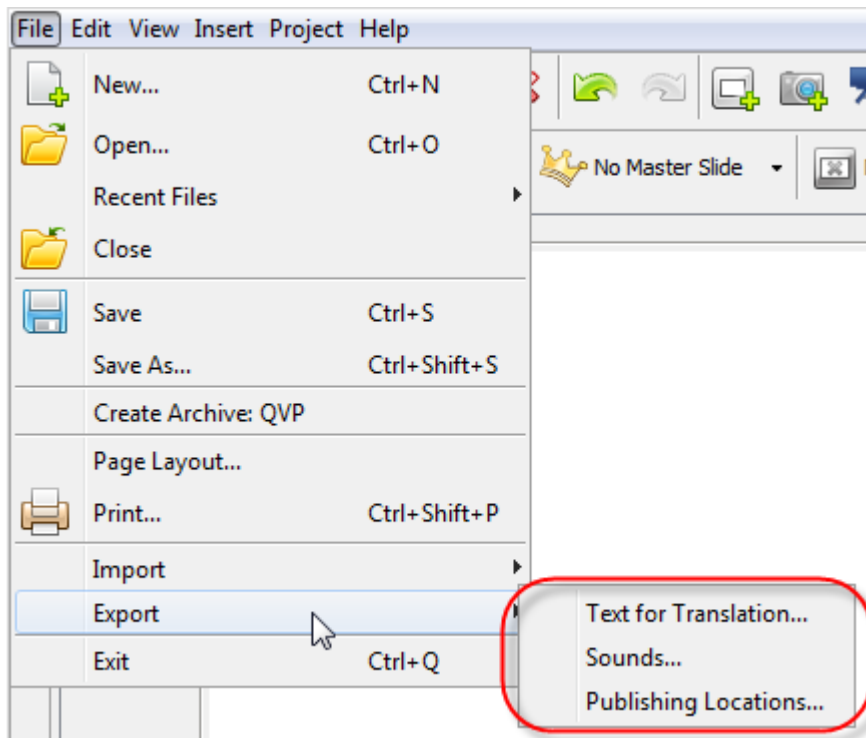 File Edit View Insert Project Help
New... Ctrl+N
Open... Ctrl+O
No Master Slide
Recent Files
Close
Save Ctrl+S
Save As... Ctrl+Shift+S
Create Archive: QVP
Page Layout...
Print... Ctrl+Shift+P
Import
Export
Text for Translation...
Sounds...
Publishing Locations...
Exit Ctrl+Q